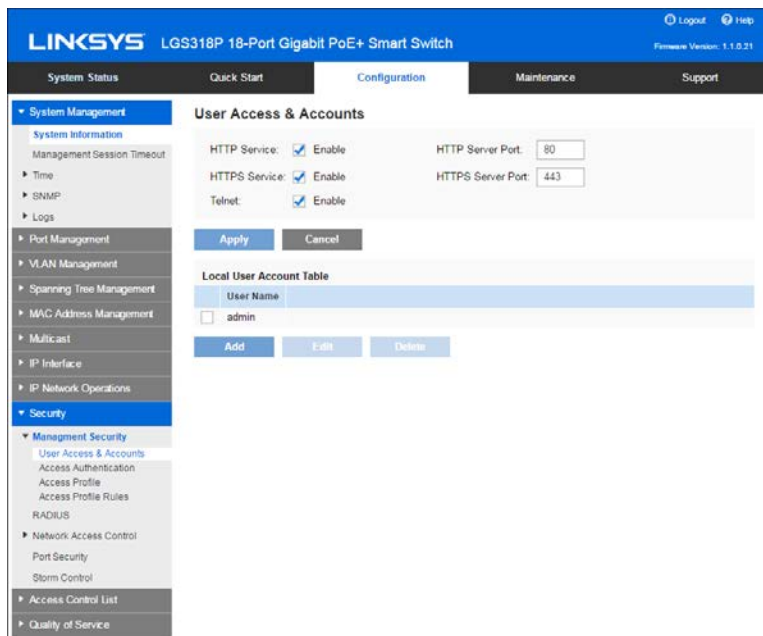 Logout Help
LINKSYS LGS318P 18-Port Gigabit PoE+ Smart Switch
Firmware Version: 1.1.0.21
System Status Quick Start Configuration Maintenance Support
System Management
System Information
Management Session Timeout
Time
SNMP
Logs
Port Management
VLAN Management
Spanning Tree Management
MAC Address Management
Multicast
IP Interface
IP Network Operations
Security
Managment Security
User Access & Accounts
Access Authentication
Access Profile
Access Profile Rules
RADIUS
Network Access Control
Port Security
Storm Control
Access Control List
Quality of Service
User Access & Accounts
HTTP Service: Enable HTTP Server Port: 80
HTTPS Service: Enable HTTPS Server Port: 443
Telnet: Enable
Apply Cancel
Local User Account Table
User Name
admin
Add Edit Delete